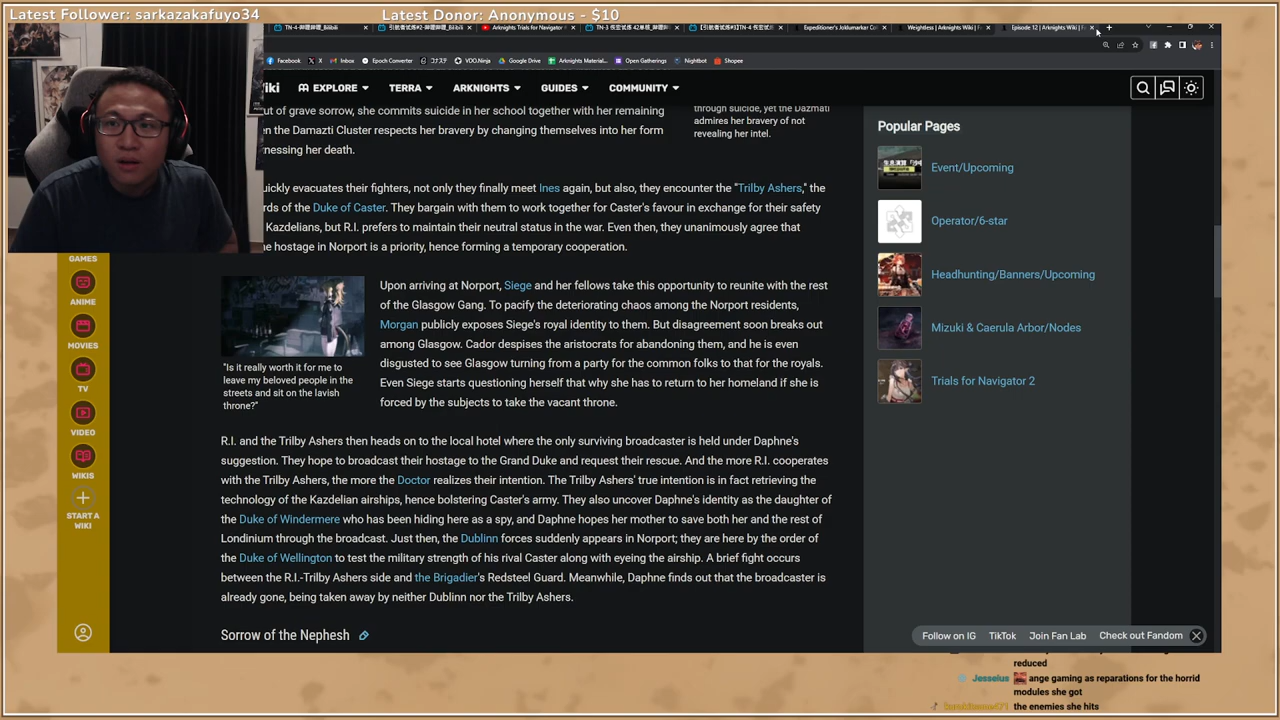 Latest Follower: sarkazakafuyo34
Latest Donor: Anonymous - $10
Episode 12 | Arknights Wiki | F
Facebook
X
Inbox
Epoch Converter
コナステ
VDO.Ninja
Google Drive
Arknights Material...
Open Gatherings
Nightbot
Shopee
iki
EXPLORE
TERRA
ARKNIGHTS
GUIDES
COMMUNITY
out of grave sorrow, she commits suicide in her school together with her remaining
en the Damazti Cluster respects her bravery by changing themselves into her form
nessing her death.
through suicide, yet the Dazmati
admires her bravery of not
revealing her intel.
uickly evacuates their fighters, not only they finally meet Ines again, but also, they encounter the "Trilby Ashers," the
rds of the Duke of Caster. They bargain with them to work together for Caster's favour in exchange for their safety
Kazdelians, but R.I. prefers to maintain their neutral status in the war. Even then, they unanimously agree that
e hostage in Norport is a priority, hence forming a temporary cooperation.
Upon arriving at Norport, Siege and her fellows take this opportunity to reunite with the rest
of the Glasgow Gang. To pacify the deteriorating chaos among the Norport residents,
Morgan publicly exposes Siege's royal identity to them. But disagreement soon breaks out
among Glasgow. Cador despises the aristocrats for abandoning them, and he is even
disgusted to see Glasgow turning from a party for the common folks to that for the royals.
Even Siege starts questioning herself that why she has to return to her homeland if she is
forced by the subjects to take the vacant throne.
"Is it really worth it for me to
leave my beloved people in the
streets and sit on the lavish
throne?"
R.I. and the Trilby Ashers then heads on to the local hotel where the only surviving broadcaster is held under Daphne's
suggestion. They hope to broadcast their hostage to the Grand Duke and request their rescue. And the more R.I. cooperates
with the Trilby Ashers, the more the Doctor realizes their intention. The Trilby Ashers' true intention is in fact retrieving the
technology of the Kazdelian airships, hence bolstering Caster's army. They also uncover Daphne's identity as the daughter of
the Duke of Windermere who has been hiding here as a spy, and Daphne hopes her mother to save both her and the rest of
Londinium through the broadcast. Just then, the Dublinn forces suddenly appears in Norport; they are here by the order of
the Duke of Wellington to test the military strength of his rival Caster along with eyeing the airship. A brief fight occurs
between the R.I.-Trilby Ashers side and the Brigadier's Redsteel Guard. Meanwhile, Daphne finds out that the broadcaster is
already gone, being taken away by neither Dublinn nor the Trilby Ashers.
Sorrow of the Nephesh
GAMES
ANIME
MOVIES
TV
VIDEO
WIKIS
START A
WIKI
Popular Pages
Event/Upcoming
Operator/6-star
Headhunting/Banners/Upcoming
Mizuki & Caerula Arbor/Nodes
Trials for Navigator 2
Follow on IG
TikTok
Join Fan Lab
Check out Fandom
reduced
Jesseius
ange gaming as reparations for the horrid
modules she got
the enemies she hits